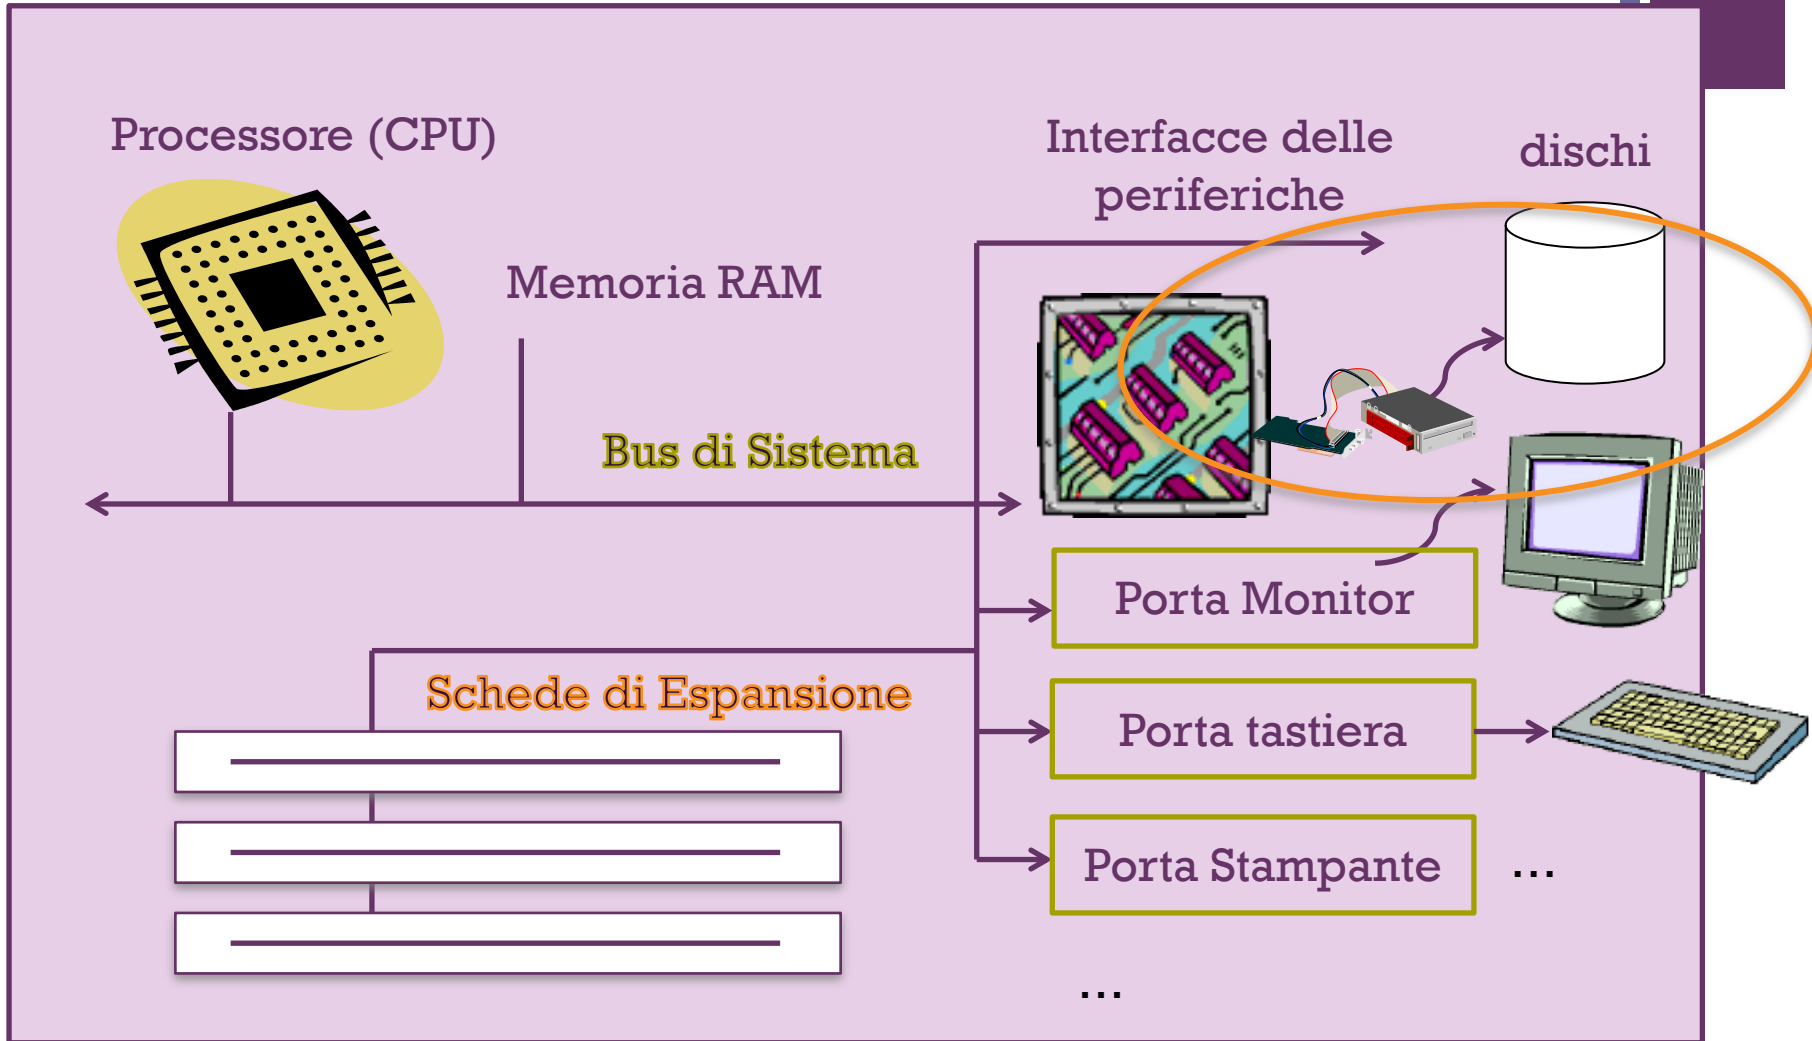 Processore (CPU)
Interfacce delle
periferiche
dischi
Memoria RAM
Bus di Sistema
Porta Monitor
Schede di Espansione
Porta tastiera
Porta Stampante
...
...